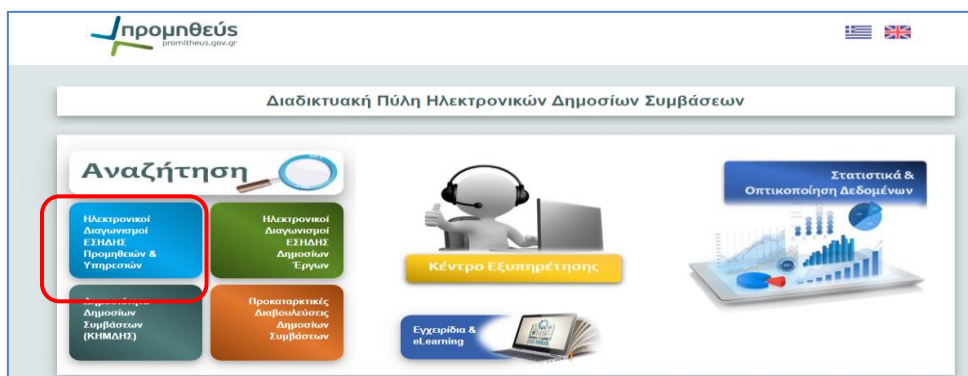 προμηθεύς
promitheus.gov.gr
Διαδικτυακή Πύλη Ηλεκτρονικών Δημοσίων Συμβάσεων
Αναζήτηση
Ηλεκτρονικοί
Διαγωνισμοί
ΕΣΗΔΗΣ
Προμηθειών &
Υπηρεσιών
Ηλεκτρονικοί
Διαγωνισμοί
ΕΣΗΔΗΣ
Δημοσίων
Έργων
Δημοσιότητα
Δημοσίων
Συμβάσεων
(ΚΗΜΔΗΣ)
Προκαταρκτικές
Διαβουλεύσεις
Δημοσίων
Συμβάσεων
Κέντρο Εξυπηρέτησης
Εγχειρίδια &
eLearning
Στατιστικά &
Οπτικοποίηση Δεδομένων